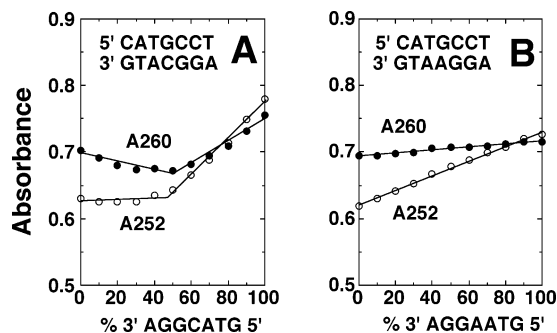 Absorbance
0.9
0.8
0.7
0.6
0.5
5' CATGCCT
3' GTACGGA
A
A260
A252
0 20 40 60 80 100
% 3' AGGCATG 5'
0.9
0.8
0.7
0.6
0.5
5' CATGCCT
3' GTAAGGA
B
A260
A252
0 20 40 60 80 100
% 3' AGGAATG 5'